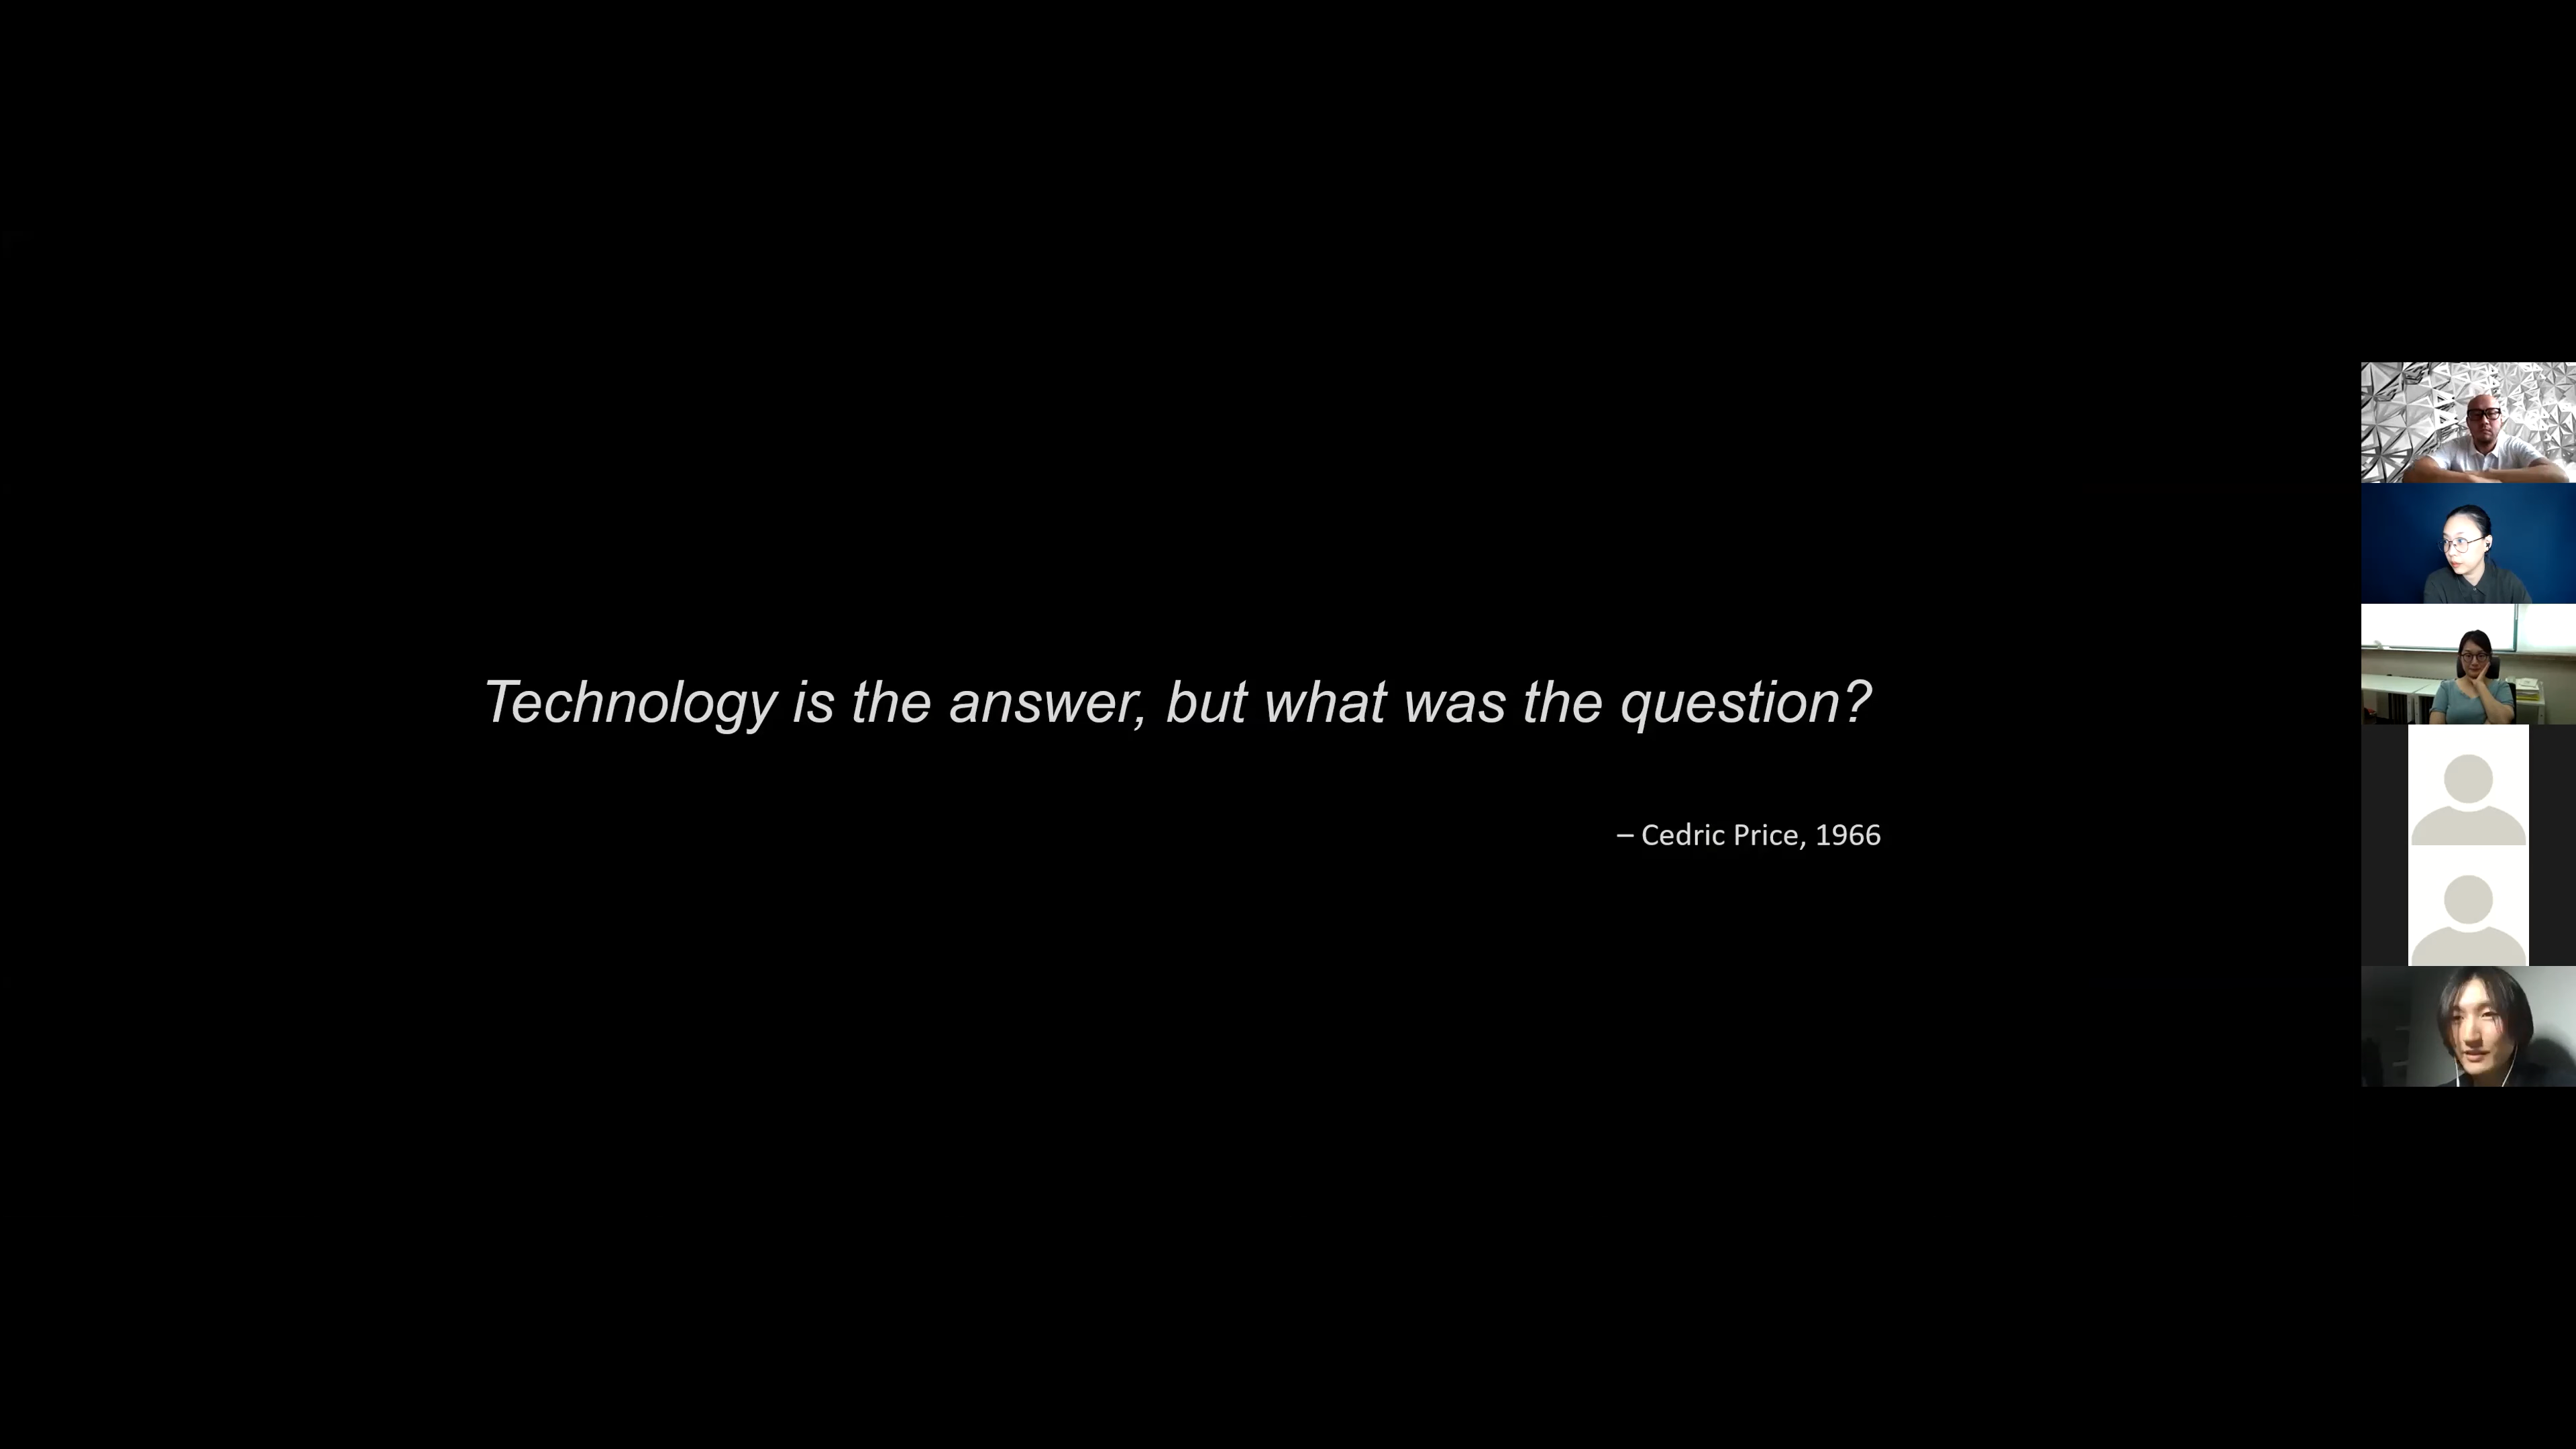 Technology is the answer, but what was the question?
– Cedric Price, 1966